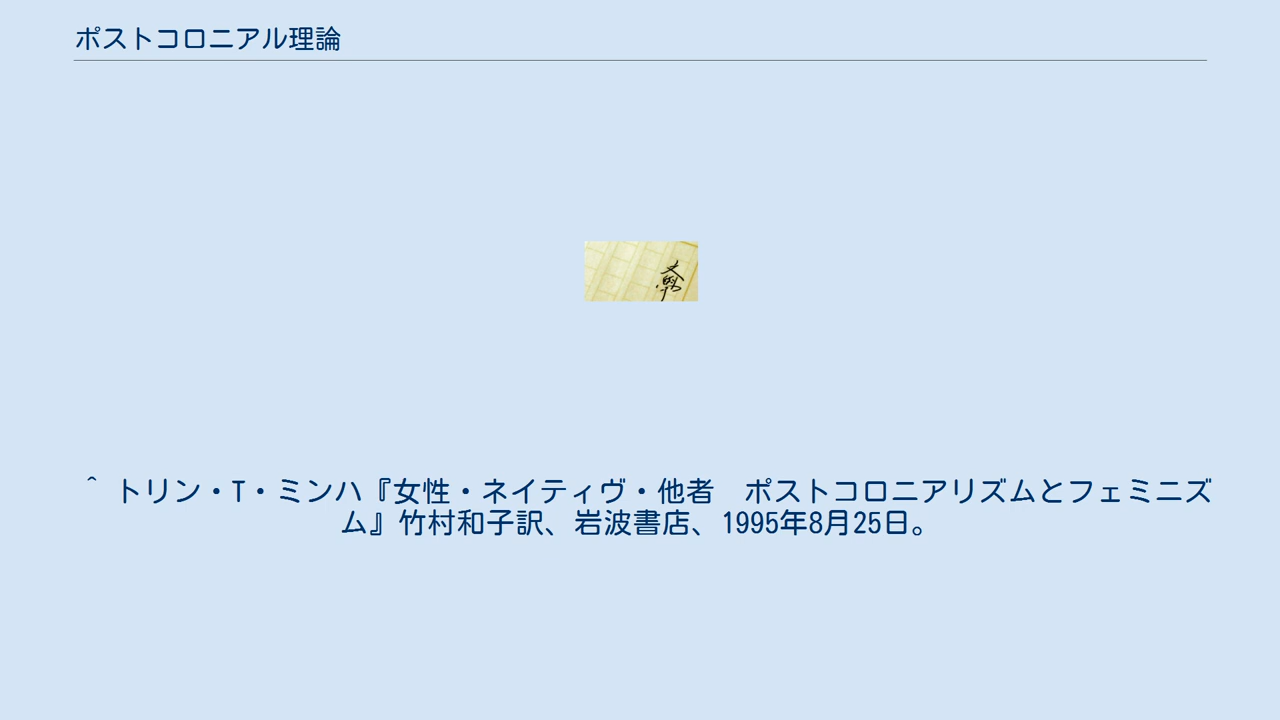 ポストコロニアル理論
^ トリン・T・ミンハ『女性・ネイティヴ・他者　ポストコロニアリズムとフェミニズ
ム』竹村和子訳、岩波書店、1995年8月25日。